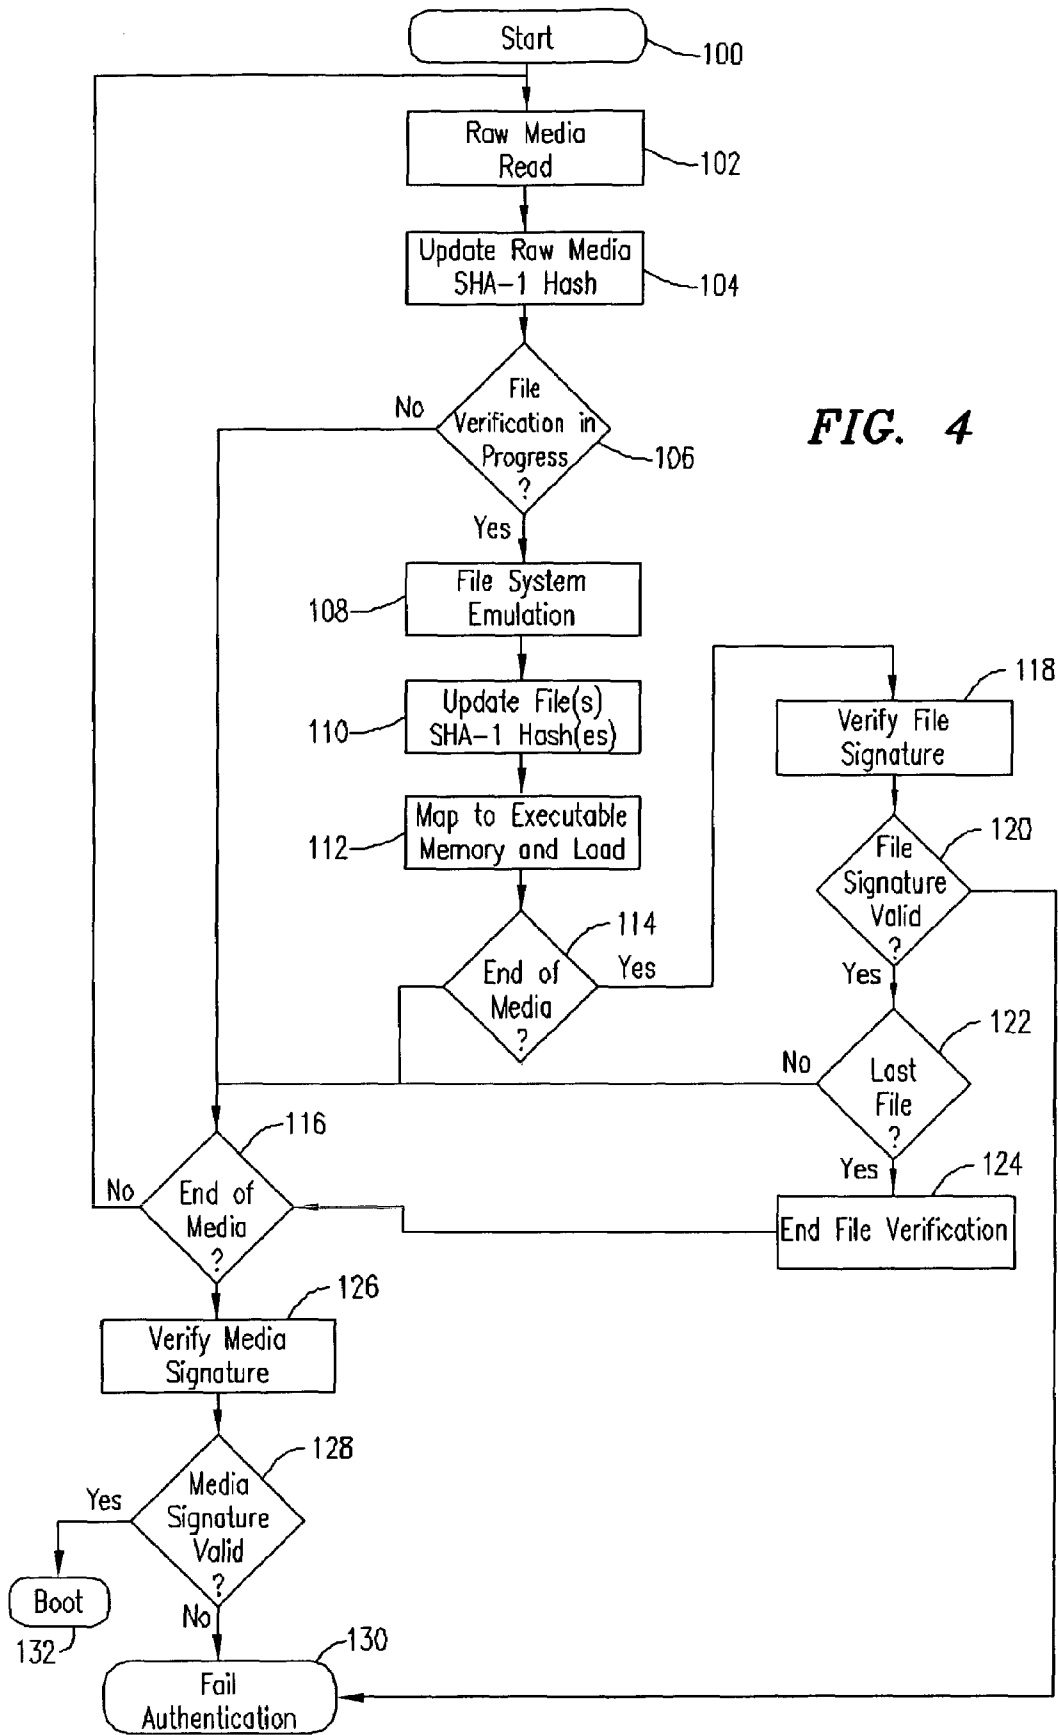 Start
100
Raw Media
Read
102
Update Raw Media
SHA-1 Hash
104
File
Verification in
Progress
?
No
106
FIG. 4
Yes
File System
Emulation
108
Update File(s)
SHA-1 Hash(es)
110
Map to Executable
Memory and Load
112
End of
Media
?
114
Yes
Verify File
Signature
118
File
Signature
Valid
?
120
Yes
Last
File
?
122
No
Yes
End File Verification
124
End of
Media
?
116
No
Verify Media
Signature
126
Media
Signature
Valid
?
128
Yes
Boot
132
No
Fail
Authentication
130